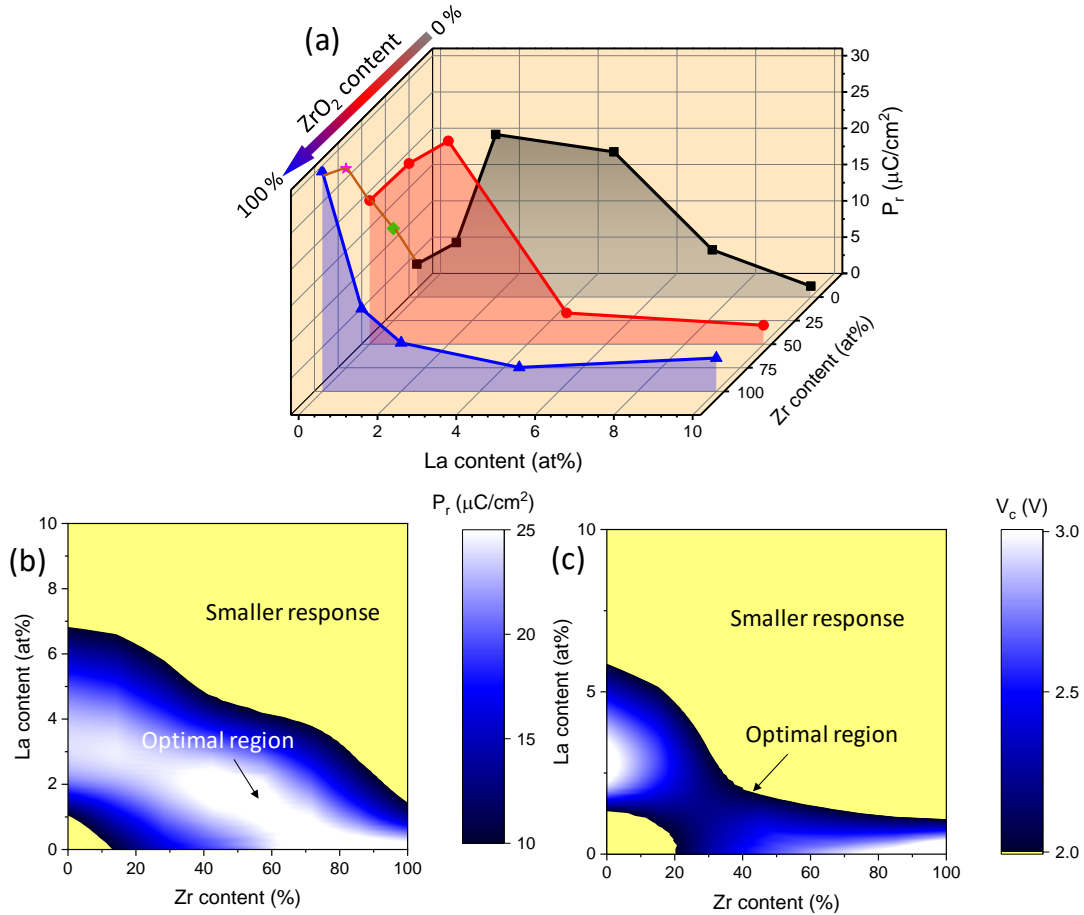 (a)
ZrO₂ content
0 %
100 %
30
25
20
15
10
5
0
Pᵣ (μC/cm²)
0
25
50
75
100
Zr content (at%)
0 2 4 6 8 10
La content (at%)
(b)
Pᵣ (μC/cm²)
10
8
6
4
2
0
La content (at%)
Smaller response
Optimal region
0 20 40 60 80 100
Zr content (%)
25
20
15
10
(c)
V_c (V)
10
5
0
La content (at%)
Smaller response
Optimal region
0 20 40 60 80 100
Zr content (%)
3.0
2.5
2.0